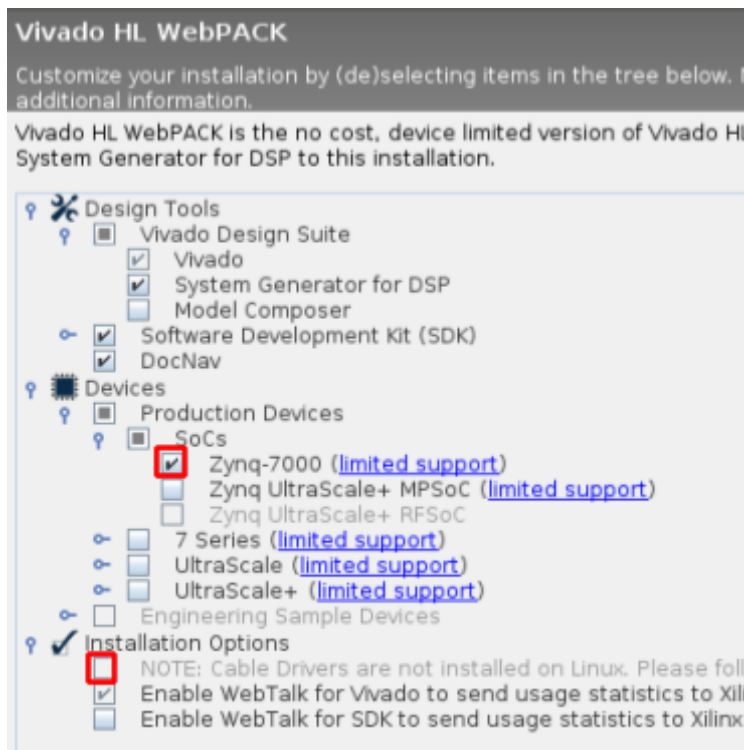 Vivado HL WebPACK
Customize your installation by (de)selecting items in the tree below.
additional information.
Vivado HL WebPACK is the no cost, device limited version of Vivado HL
System Generator for DSP to this installation.
Design Tools
Vivado Design Suite
Vivado
System Generator for DSP
Model Composer
Software Development Kit (SDK)
DocNav
Devices
Production Devices
SoCs
Zynq-7000 (limited support)
Zynq UltraScale+ MPSoC (limited support)
Zynq UltraScale+ RFSoC
7 Series (limited support)
UltraScale (limited support)
UltraScale+ (limited support)
Engineering Sample Devices
Installation Options
NOTE: Cable Drivers are not installed on Linux. Please foll
Enable WebTalk for Vivado to send usage statistics to Xili
Enable WebTalk for SDK to send usage statistics to Xilinx